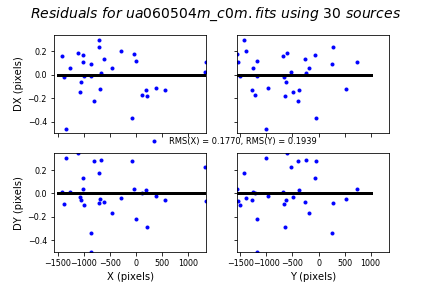 Residuals for ua060504m_c0m.fits using 30 sources
DX (pixels)
0.2
0.0
−0.2
−0.4
RMS(X) = 0.1770, RMS(Y) = 0.1939
DY (pixels)
0.2
0.0
−0.2
−0.4
−1500 −1000 −500 0 500 1000
−1500 −1000 −500 0 500 1000
X (pixels)
Y (pixels)